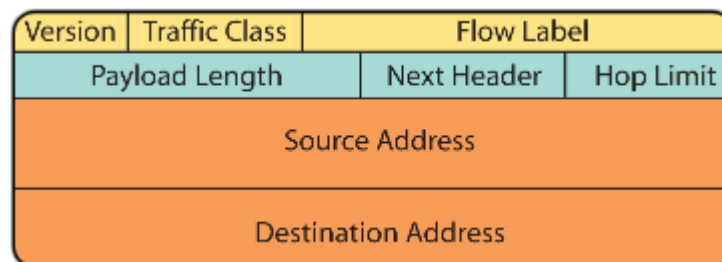 Version Traffic Class Flow Label
Payload Length Next Header Hop Limit
Source Address
Destination Address